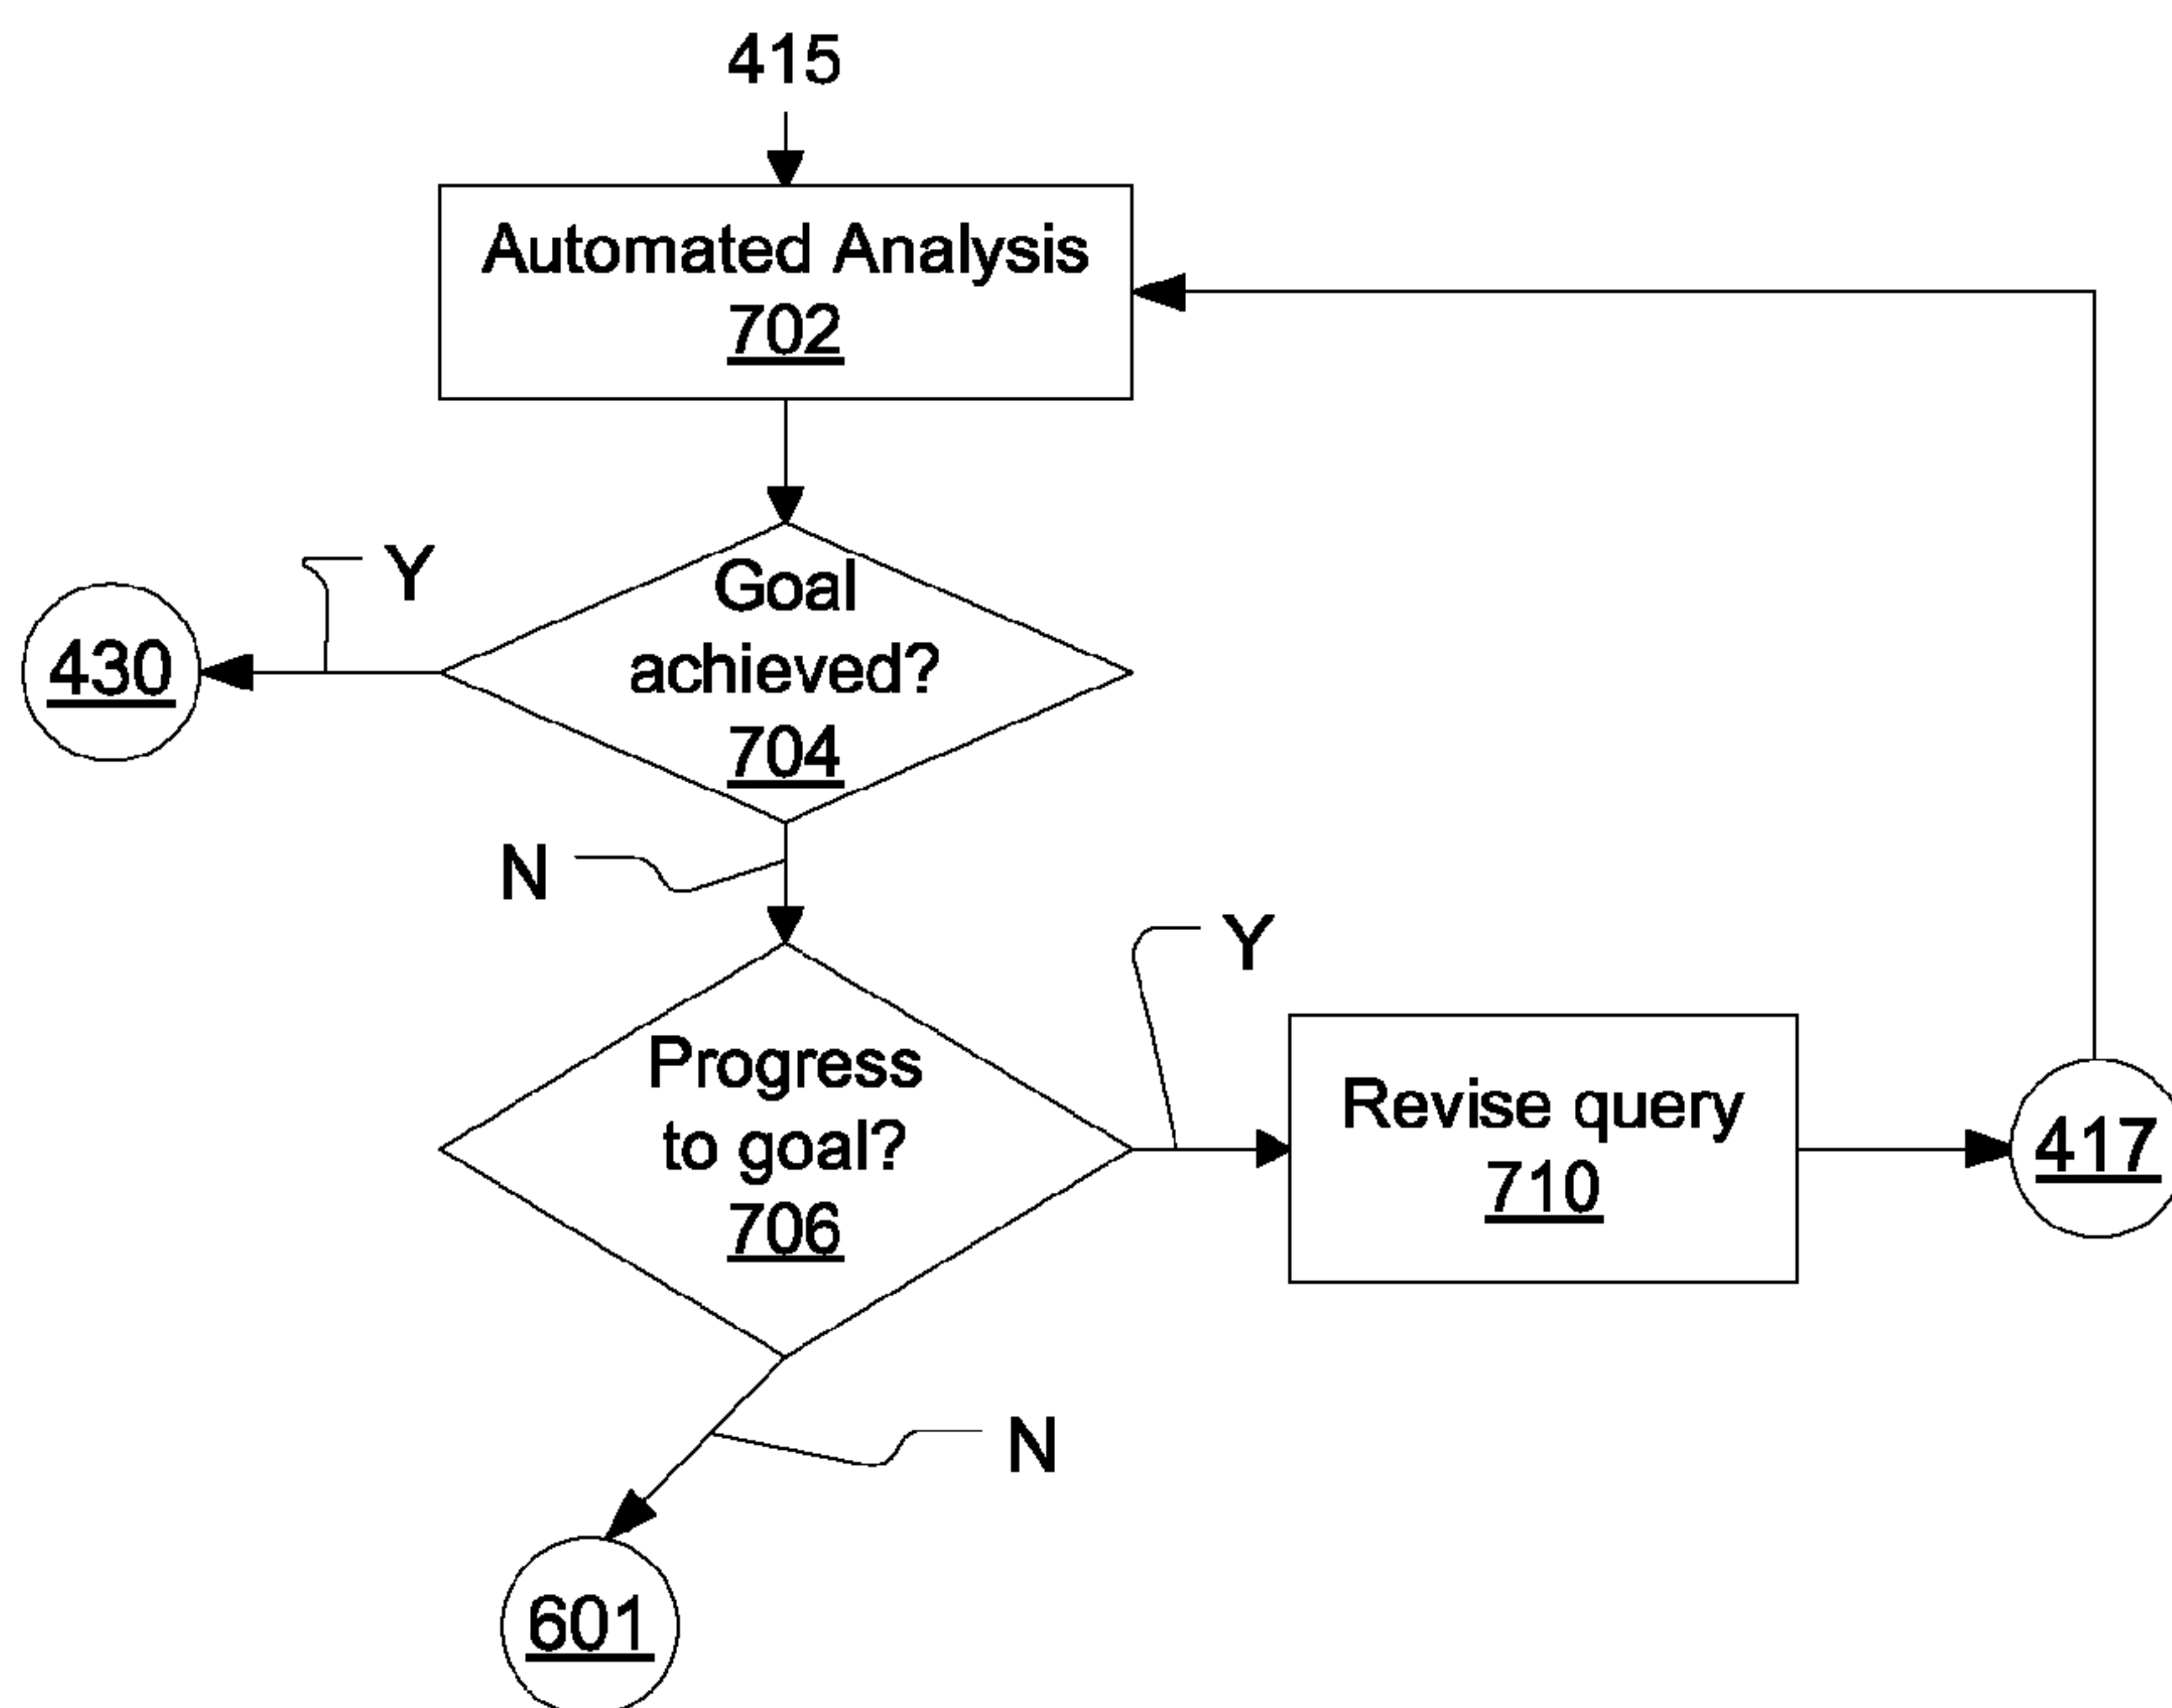 415
Automated Analysis
702
Y
Goal
achieved?
704
430
N
Y
Progress
to goal?
706
Revise query
710
417
N
601